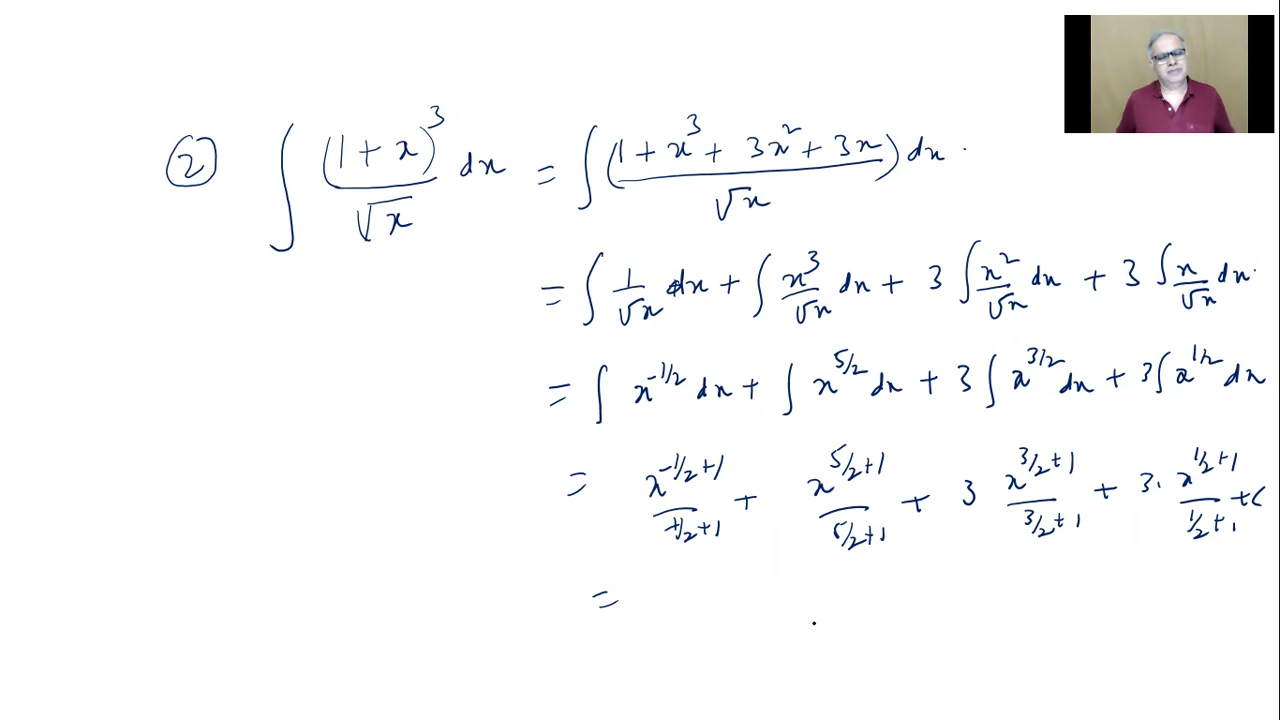 ② ∫ (1 + x)³/√x dx = ∫ (1 + x³ + 3x² + 3x)/√x dx .
= ∫ 1/√x dx + ∫ x³/√x dx + 3 ∫ x²/√x dx + 3 ∫ x/√x dx .
= ∫ x^(-1/2) dx + ∫ x^(5/2) dx + 3 ∫ x^(3/2) dx + 3 ∫ x^(1/2) dx
= x^(-1/2+1)/(-1/2+1) + x^(5/2+1)/(5/2+1) + 3 x^(3/2+1)/(3/2+1) + 3 . x^(1/2+1)/(1/2+1) + c
=